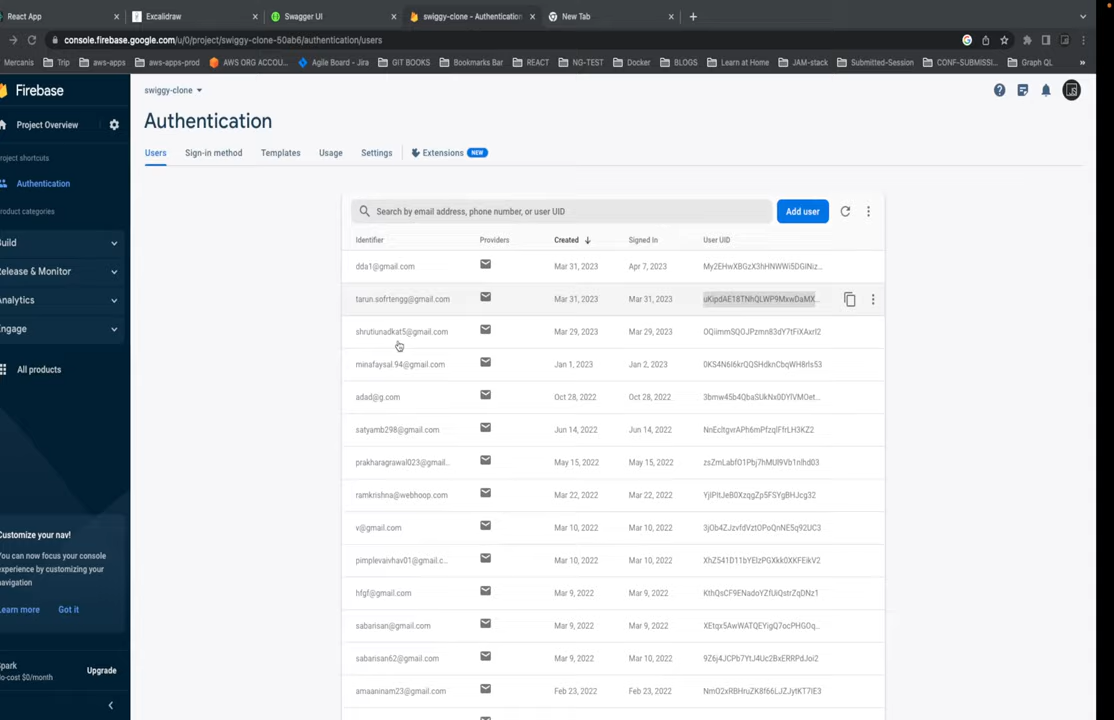 React App
Excalidraw
Swagger UI
swiggy-clone - Authentication
New Tab
console.firebase.google.com/u/0/project/swiggy-clone-50ab6/authentication/users
Mercanis
Trip
aws-apps
aws-apps-prod
AWS ORG ACCOU...
Agile Board - Jira
GIT BOOKS
Bookmarks Bar
REACT
NG-TEST
Docker
BLOGS
Learn at Home
JAM-stack
Submitted-Session
CONF-SUBMISSI...
Graph QL
»
Firebase
swiggy-clone
Project Overview
Authentication
roject shortcuts
Users
Sign-in method
Templates
Usage
Settings
Extensions NEW
Authentication
roduct categories
Build
Release & Monitor
Analytics
Engage
All products
Search by email address, phone number, or user UID
Add user
Identifier Providers Created Signed In User UID
dda1@gmail.com Mar 31, 2023 Apr 7, 2023 My2EHwXBGzX3hHNWWi5DGINiz...
tarun.sofrtengg@gmail.com Mar 31, 2023 Mar 31, 2023 uKipdAE18TNhQLWP9MxwDaMX...
shrutiunadkat5@gmail.com Mar 29, 2023 Mar 29, 2023 OQiimmSQOJPzmn83dY7tFiXAxrl2
minafaysal.94@gmail.com Jan 1, 2023 Jan 2, 2023 0KS4N6I6krQQSHdknCbqWH8rls53
adad@g.com Oct 28, 2022 Oct 28, 2022 3bmw45b4QbaSUkNx0DYlVMOet...
satyamb298@gmail.com Jun 14, 2022 Jun 14, 2022 NnEcltgvrAPh6mPfzqlFfrLH3KZ2
prakharagrawal023@gmail... May 15, 2022 May 15, 2022 zsZmLabfO1Pbj7hMUl9Vb1nlhd03
ramkrishna@webhoop.com Mar 22, 2022 Mar 22, 2022 YjlPltJeB0XzqgZp5FSYgBHJcg32
v@gmail.com Mar 10, 2022 Mar 10, 2022 3jOb4ZJzvfdVztOPoQnNE5q92UC3
pimplevaivhav01@gmail.c... Mar 10, 2022 Mar 10, 2022 XhZ541D11bYElzPGXkk0XKFEikV2
hfgf@gmail.com Mar 9, 2022 Mar 9, 2022 KthQsCF9ENadoYZfUiQstrZqDNz1
sabarisan@gmail.com Mar 9, 2022 Mar 9, 2022 XEtqx5AwWATQEYigQ7ocPHGOq...
sabarisan62@gmail.com Mar 9, 2022 Mar 10, 2022 9Z6j4JCPb7YtJ4Uc2BxERRPdJoi2
amaaninam23@gmail.com Feb 23, 2022 Mar 15, 2022 NmO2xRBHruZK8f66LJZJytKT7IE3
Customize your nav!
You can now focus your console
experience by customizing your
navigation
Learn more
Got it
Spark
No-cost $0/month
Upgrade